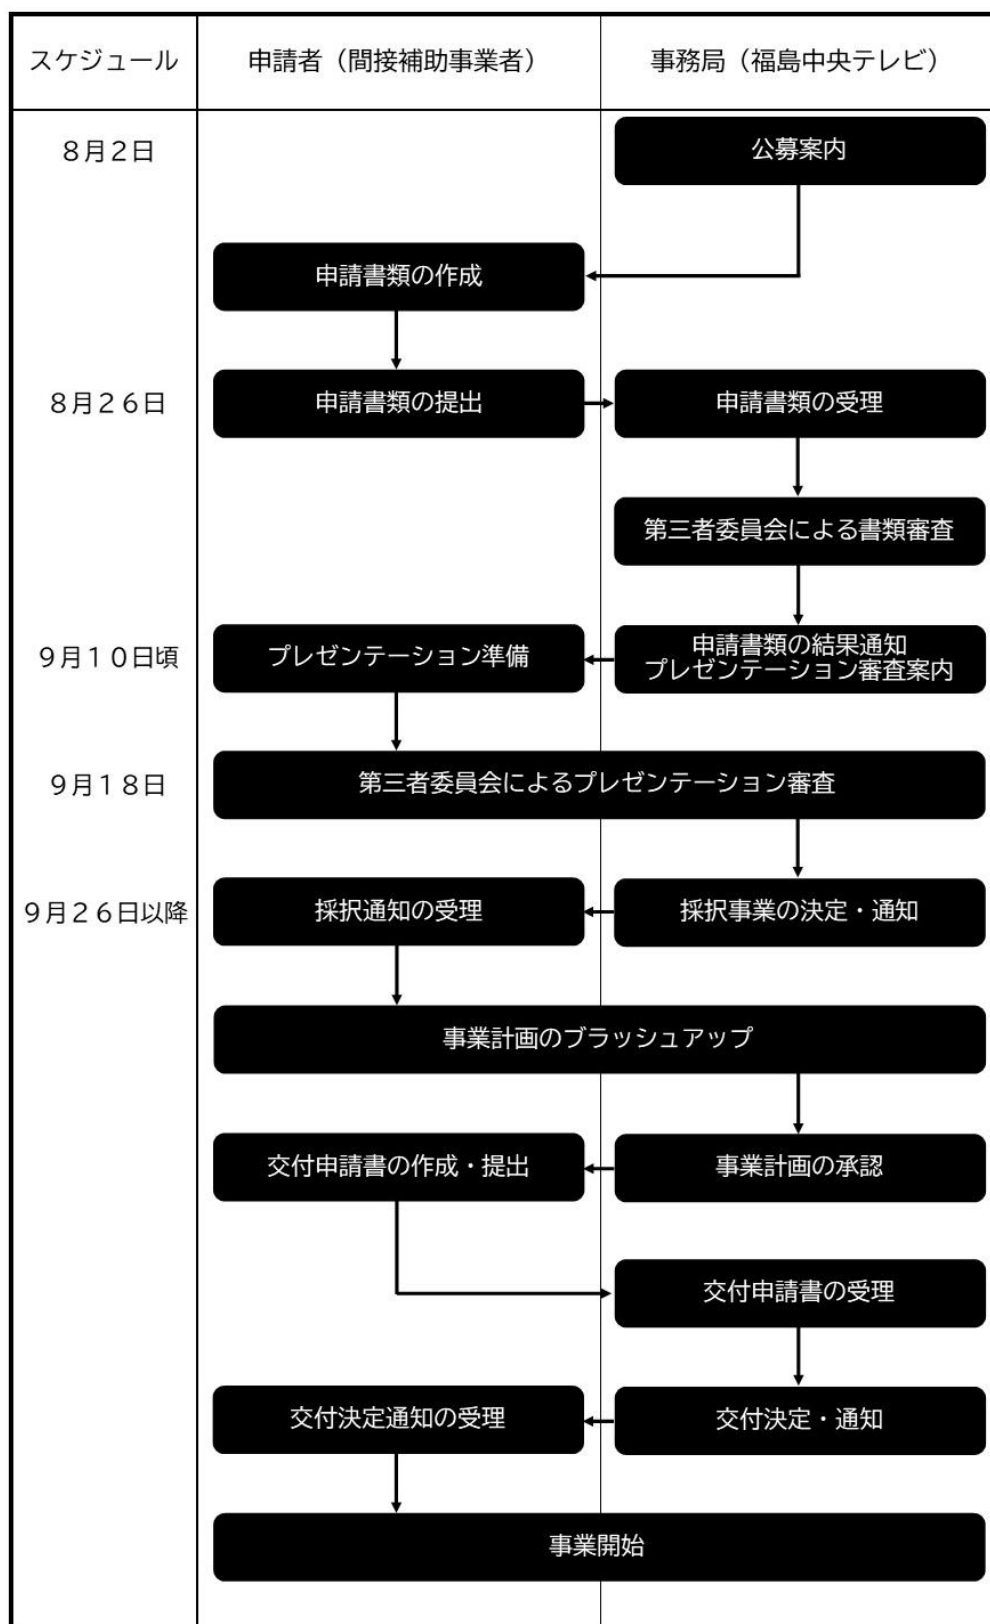 スケジュール
申請者（間接補助事業者）
事務局（福島中央テレビ）
８月２日
公募案内
申請書類の作成
８月２６日
申請書類の提出
申請書類の受理
第三者委員会による書類審査
９月１０日頃
プレゼンテーション準備
申請書類の結果通知
プレゼンテーション審査案内
９月１８日
第三者委員会によるプレゼンテーション審査
９月２６日以降
採択通知の受理
採択事業の決定・通知
事業計画のブラッシュアップ
交付申請書の作成・提出
事業計画の承認
交付申請書の受理
交付決定通知の受理
交付決定・通知
事業開始